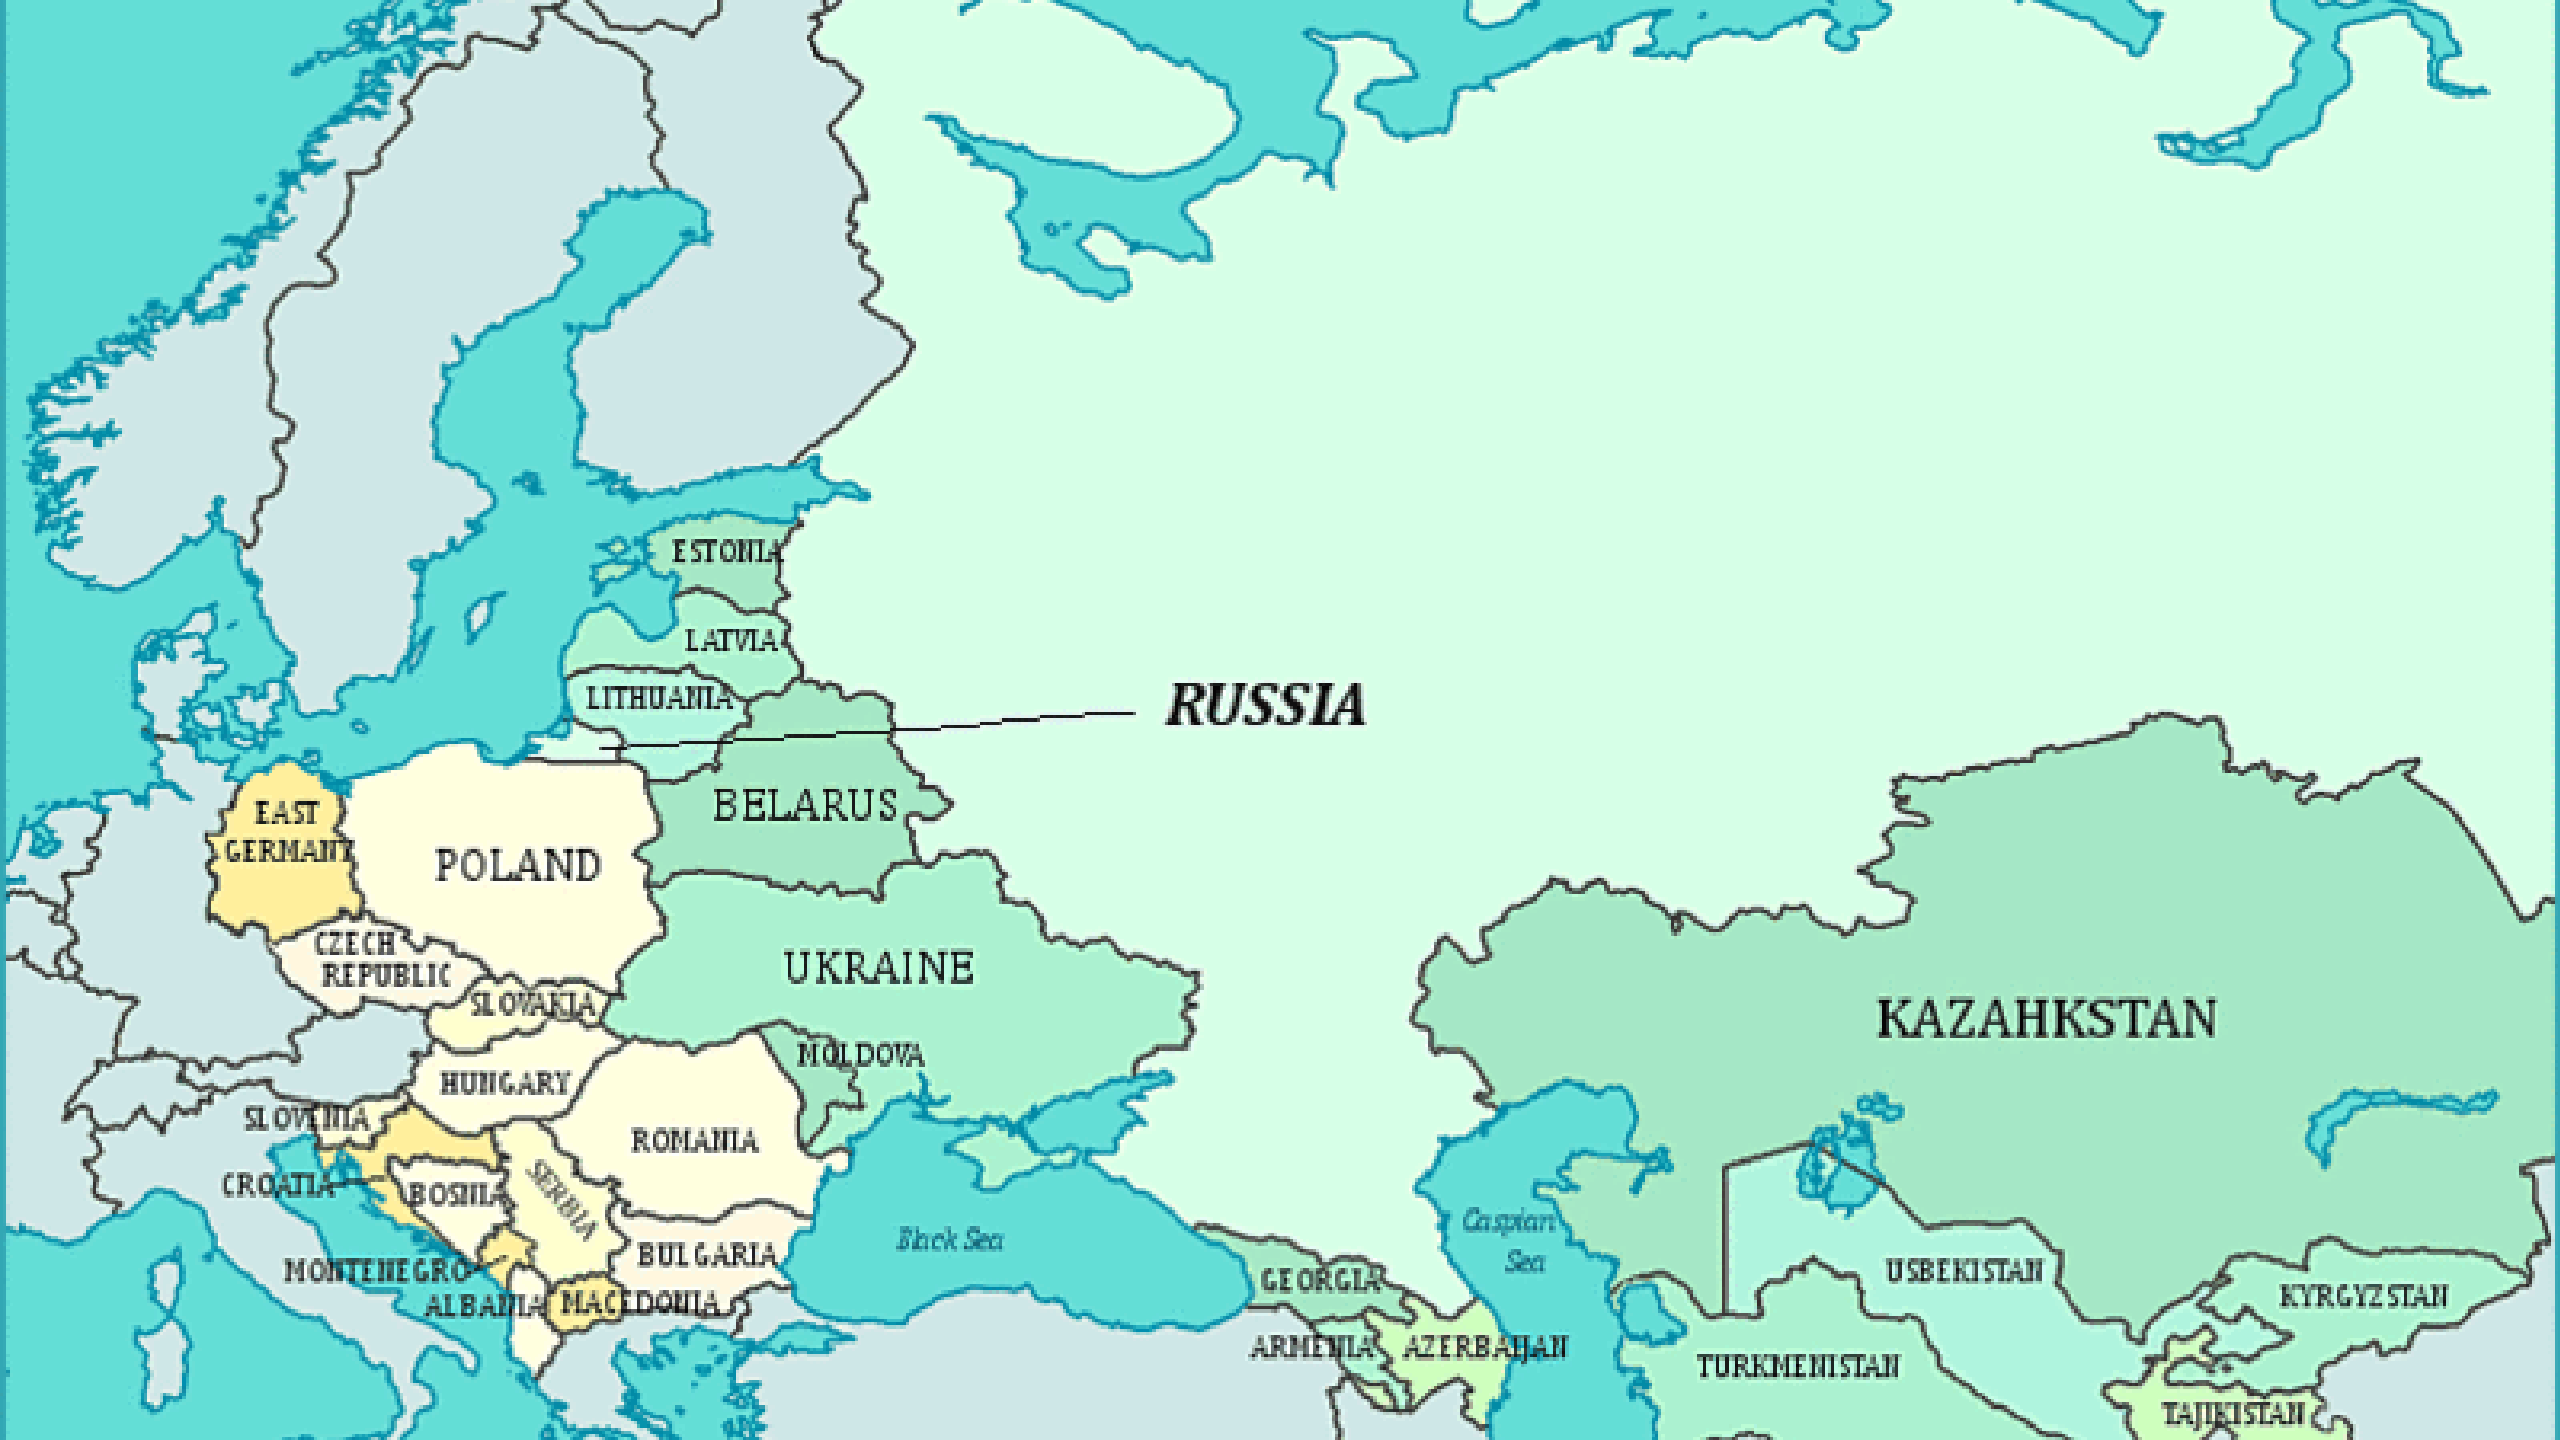 ESTONIA
LATVIA
LITHUANIA
RUSSIA
BELARUS
EAST
GERMANY
POLAND
CZECH
REPUBLIC
SLOVAKIA
UKRAINE
KAZAHKSTAN
MOLDOVA
HUNGARY
SLOVENIA
ROMANIA
CROATIA
BOSNIA
SERBIA
Black Sea
Caspian
Sea
BULGARIA
MONTENEGRO
ALBANIA
MACEDONIA
GEORGIA
USBEKISTAN
KYRGYZSTAN
ARMENIA
AZERBAIJAN
TURKMENISTAN
TAJIKISTAN